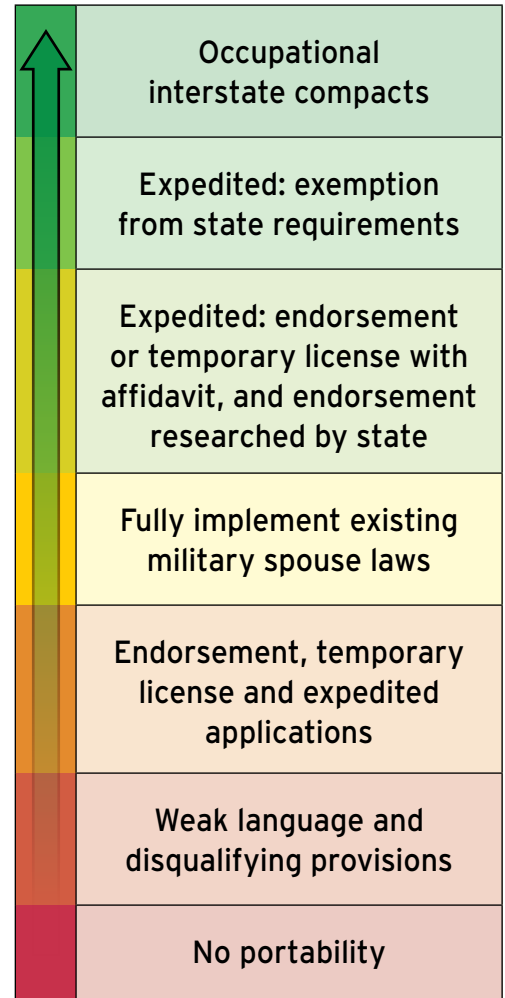 Occupational
interstate compacts
Expedited: exemption
from state requirements
Expedited: endorsement
or temporary license with
affidavit, and endorsement
researched by state
Fully implement existing
military spouse laws
Endorsement, temporary
license and expedited
applications
Weak language and
disqualifying provisions
No portability